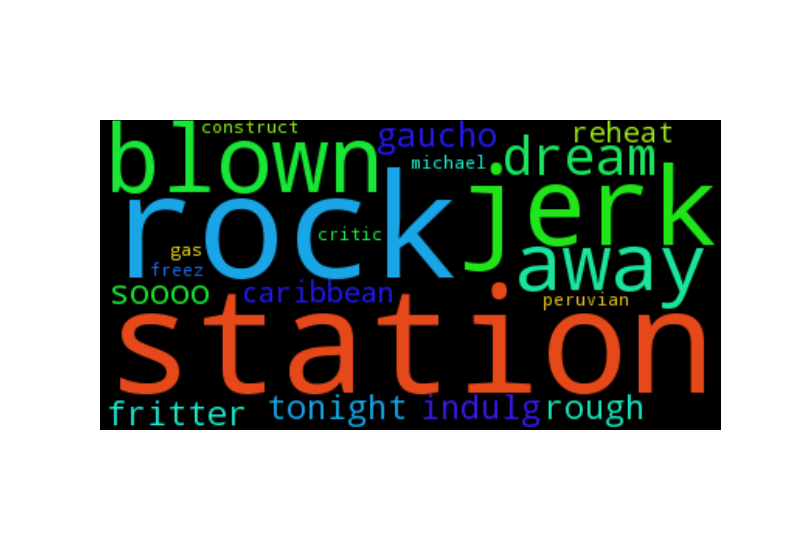 construct
blown
gaucho
reheat
michael
dream
rock
jerk
critic
gas
freez
away
soooo
caribbean
peruvian
station
fritter
tonight
indulg
rough